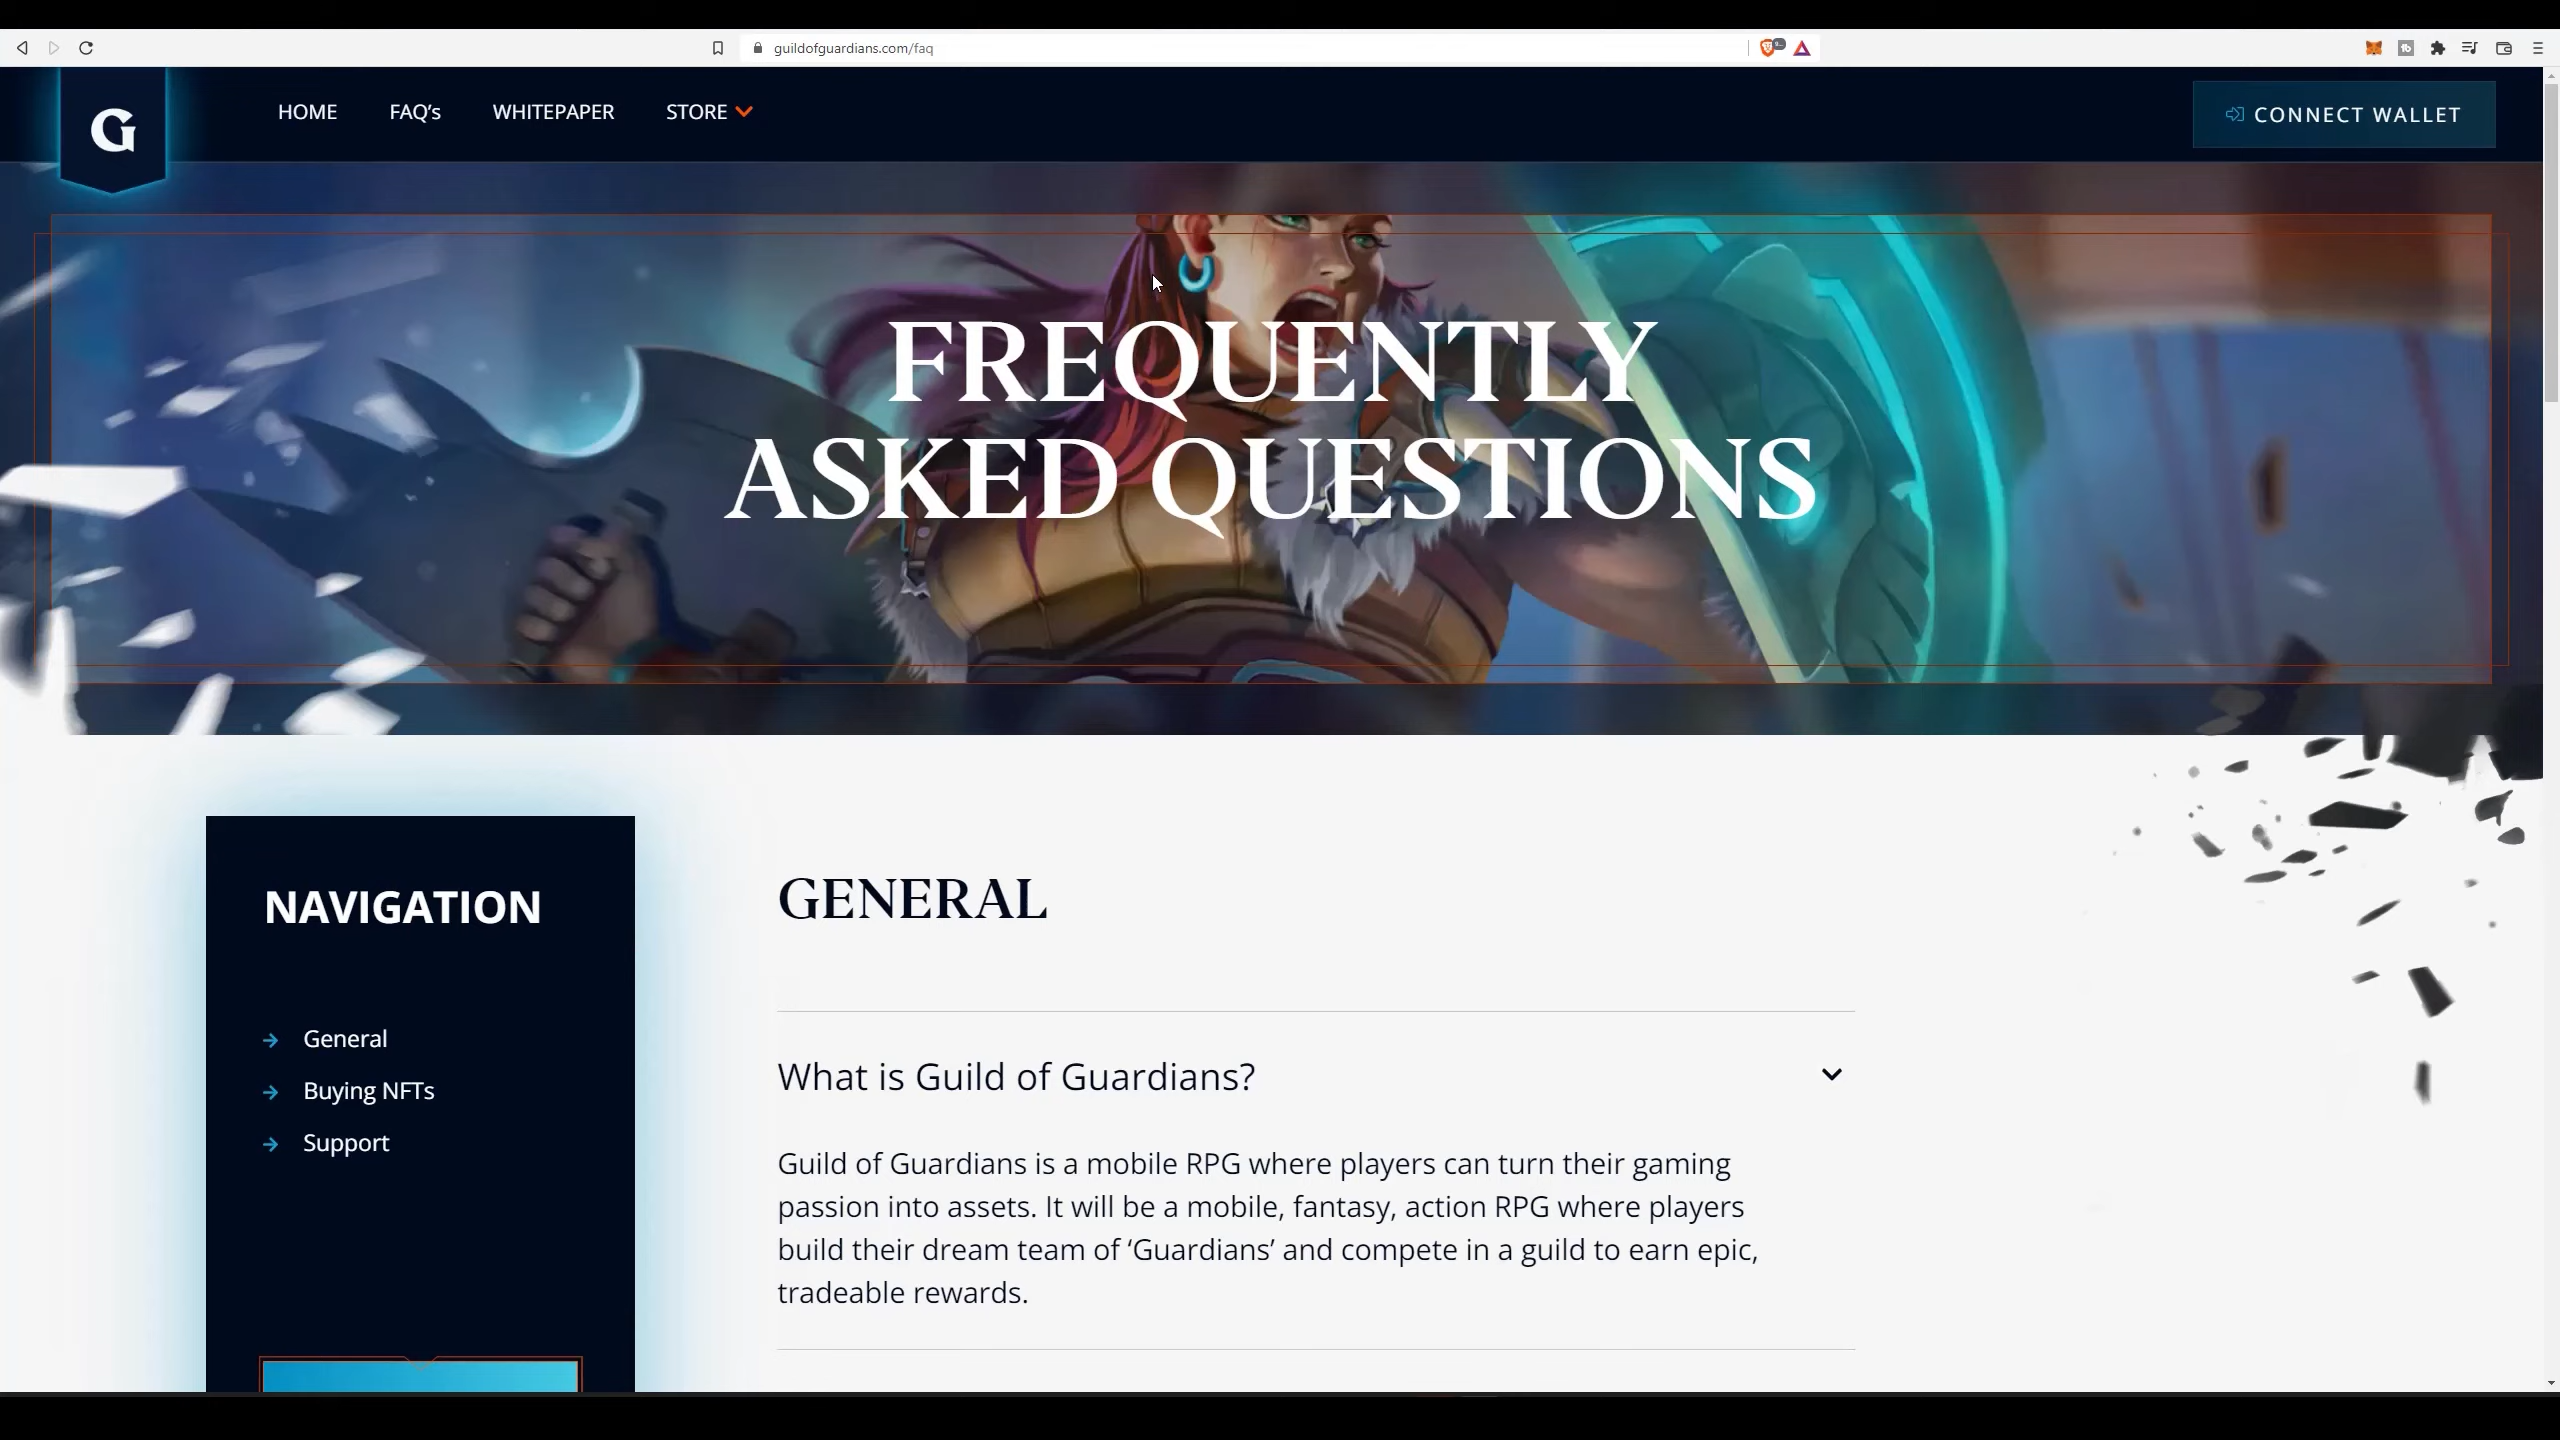 guildofguardians.com/faq
G
HOME
FAQ's
WHITEPAPER
STORE
CONNECT WALLET
FREQUENTLY
ASKED QUESTIONS
NAVIGATION
General
Buying NFTs
Support
GENERAL
What is Guild of Guardians?
Guild of Guardians is a mobile RPG where players can turn their gaming
passion into assets. It will be a mobile, fantasy, action RPG where players
build their dream team of ‘Guardians’ and compete in a guild to earn epic,
tradeable rewards.